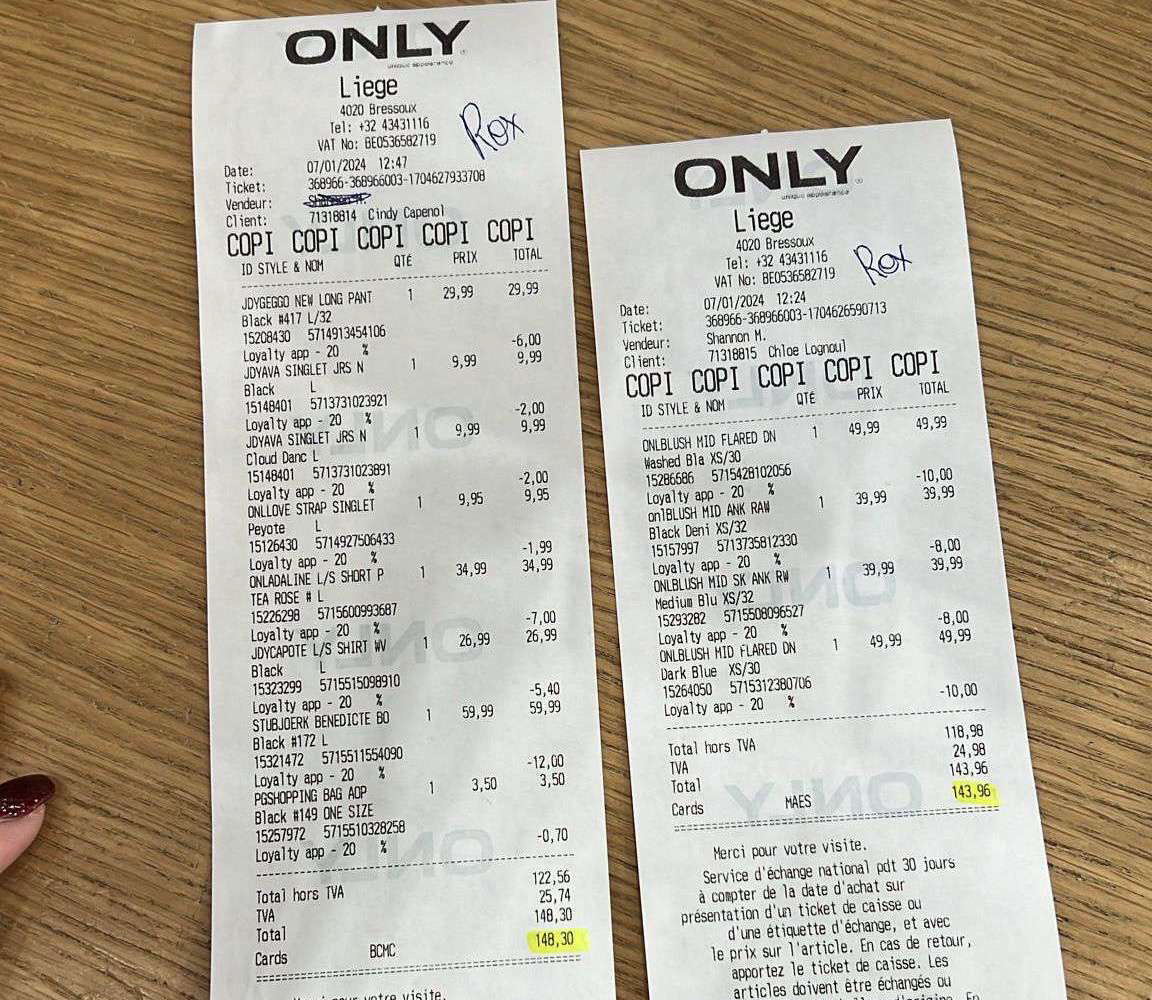 ONLY
unique appearance
Liege
4020 Bressoux
Tel: +32 43431116
VAT No: BE0536582719
Rox
Date: 07/01/2024 12:47
Ticket: 368966-368966003-1704627933708
Vendeur:
Client: 71318814 Cindy Capenol
COPI COPI COPI COPI COPI
ID STYLE & NOM QTÉ PRIX TOTAL
JDYGEGGO NEW LONG PANT 1 29,99 29,99
Black #417 L/32
15208430 5714913454106
Loyalty app - 20 % -6,00
JDYAVA SINGLET JRS N 1 9,99 9,99
Black L
15148401 5713731023921
Loyalty app - 20 % -2,00
JDYAVA SINGLET JRS N 1 9,99 9,99
Cloud Danc L
15148401 5713731023891
Loyalty app - 20 % -2,00
ONLLOVE STRAP SINGLET 1 9,95 9,95
Peyote L
15126430 5714927506433
Loyalty app - 20 % -1,99
ONLADALINE L/S SHORT P 1 34,99 34,99
TEA ROSE # L
15226298 5715600993687
Loyalty app - 20 % -7,00
JDYCAPOTE L/S SHIRT WV 1 26,99 26,99
Black L
15323299 5715515098910
Loyalty app - 20 % -5,40
STUBJOERK BENEDICTE BO 1 59,99 59,99
Black #172 L
15321472 5715511554090
Loyalty app - 20 % -12,00
PGSHOPPING BAG AOP 1 3,50 3,50
Black #149 ONE SIZE
15257972 5715510328258
Loyalty app - 20 % -0,70
Total hors TVA 122,56
TVA 25,74
Total 148,30
Cards BCMC 148,30
Merci pour votre visite.
ONLY
unique appearance
Liege
4020 Bressoux
Tel: +32 43431116
VAT No: BE0536582719
Rox
Date: 07/01/2024 12:24
Ticket: 368966-368966003-1704626590713
Vendeur: Shannon M.
Client: 71318815 Chloe Lognoul
COPI COPI COPI COPI COPI
ID STYLE & NOM QTÉ PRIX TOTAL
ONLBLUSH MID FLARED DN 1 49,99 49,99
Washed Bla XS/30
15286686 5715428102056
Loyalty app - 20 % -10,00
onlBLUSH MID ANK RAW 1 39,99 39,99
Black Deni XS/32
15157997 5713735812330
Loyalty app - 20 % -8,00
ONLBLUSH MID SK ANK RW 1 39,99 39,99
Medium Blu XS/32
15293282 5715508096527
Loyalty app - 20 % -8,00
ONLBLUSH MID FLARED DN 1 49,99 49,99
Dark Blue XS/30
15264050 5715312380706
Loyalty app - 20 % -10,00
Total hors TVA 118,98
TVA 24,98
Total 143,96
Cards MAES 143,96
Merci pour votre visite.
Service d'échange national pdt 30 jours
à compter de la date d'achat sur
présentation d'un ticket de caisse ou
d'une étiquette d'échange, et avec
le prix sur l'article. En cas de retour,
apportez le ticket de caisse. Les
articles doivent être échangés ou